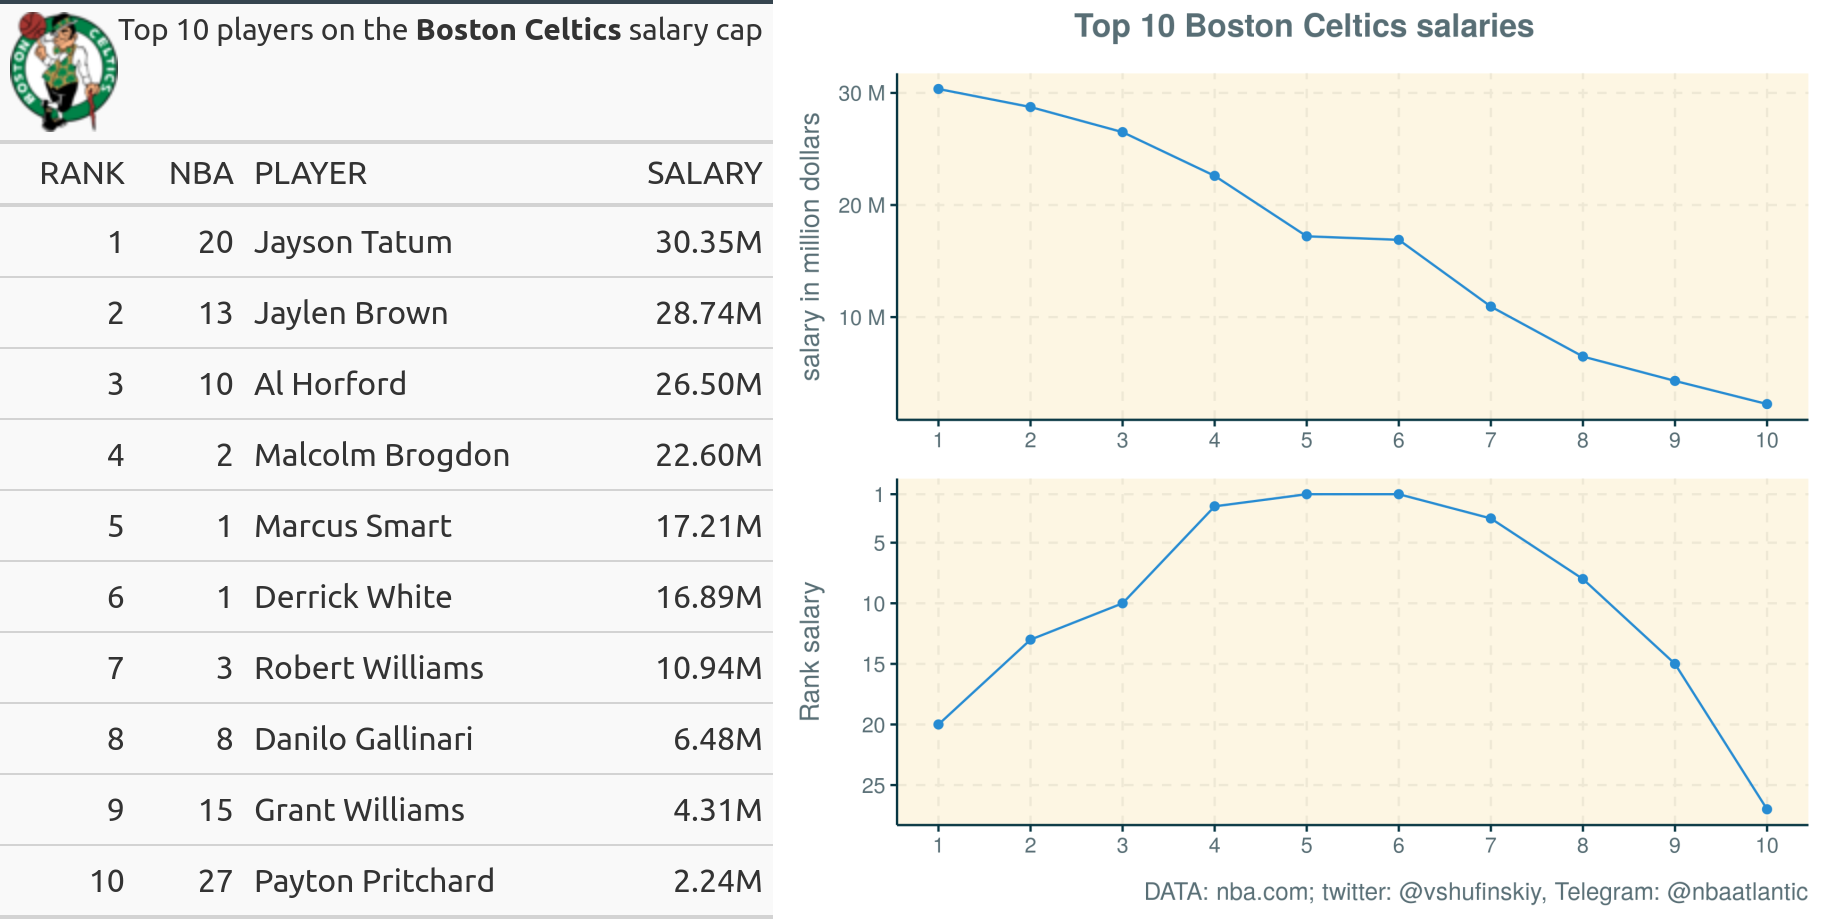 Top 10 players on the Boston Celtics salary cap
BOSTON CELTICS
RANK NBA PLAYER SALARY
1 20 Jayson Tatum 30.35M
2 13 Jaylen Brown 28.74M
3 10 Al Horford 26.50M
4 2 Malcolm Brogdon 22.60M
5 1 Marcus Smart 17.21M
6 1 Derrick White 16.89M
7 3 Robert Williams 10.94M
8 8 Danilo Gallinari 6.48M
9 15 Grant Williams 4.31M
10 27 Payton Pritchard 2.24M
Top 10 Boston Celtics salaries
salary in million dollars
30 M
20 M
10 M
1 2 3 4 5 6 7 8 9 10
Rank salary
1
5
10
15
20
25
1 2 3 4 5 6 7 8 9 10
DATA: nba.com; twitter: @vshufinskiy, Telegram: @nbaatlantic